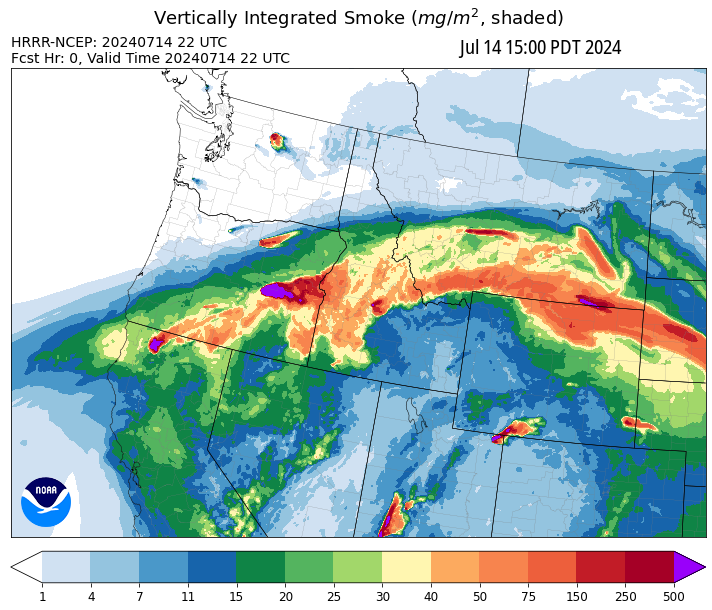 Vertically Integrated Smoke (mg/m², shaded)
HRRR-NCEP: 20240714 22 UTC
Jul 14 15:00 PDT 2024
Fcst Hr: 0, Valid Time 20240714 22 UTC
NOAA
1 4 7 11 15 20 25 30 40 50 75 150 250 500